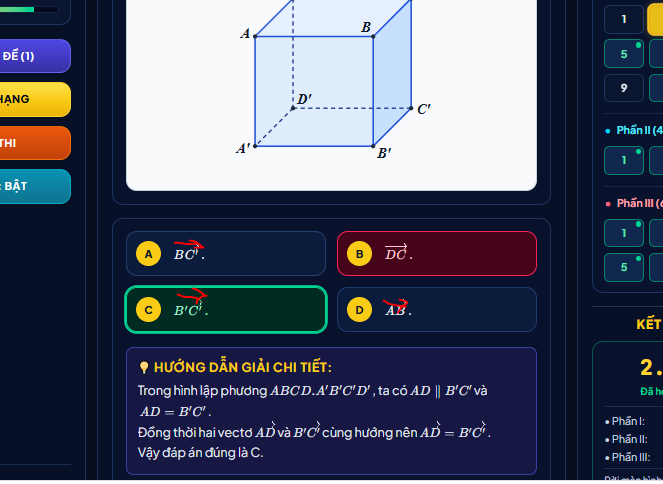 ĐỀ (1)
HẠNG
THI
BẬT
A
B
D'
C'
A'
B'
A BC' .
B DC .
C B'C' .
D AB .
HƯỚNG DẪN GIẢI CHI TIẾT:
Trong hình lập phương ABCD.A'B'C'D' , ta có AD ∥ B'C' và
AD = B'C' .
Đồng thời hai vectơ AD và B'C' cùng hướng nên AD = B'C' .
Vậy đáp án đúng là C.
1
5
9
Phần II (4
1
Phần III (6
1
5
KẾT
2.
Đã h
• Phần I:
• Phần II:
• Phần III: